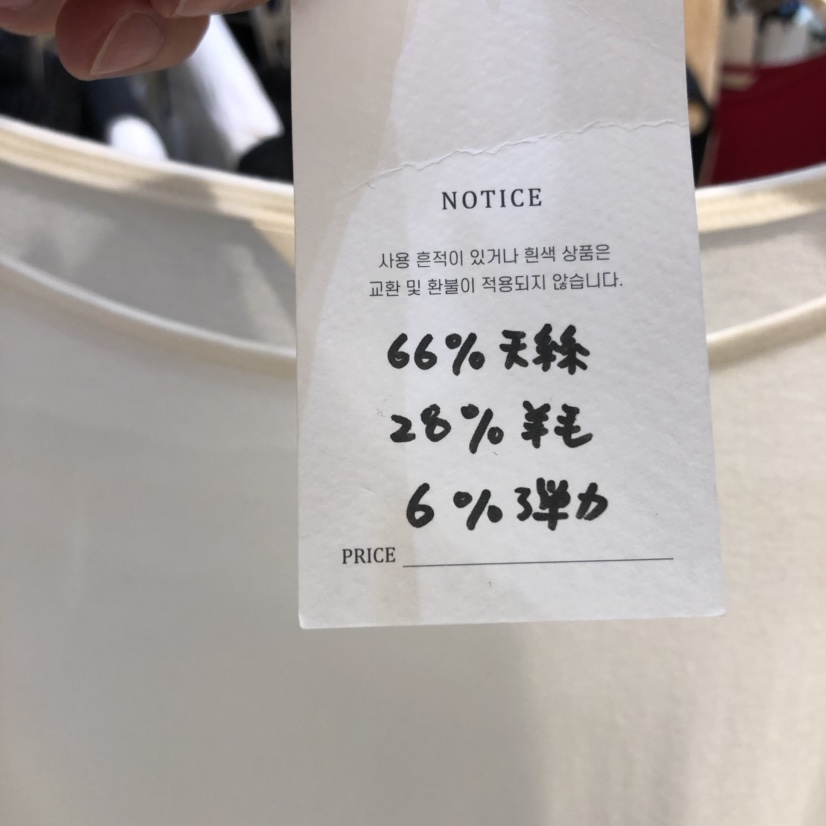 NOTICE
사용 흔적이 있거나 흰색 상품은
교환 및 환불이 적용되지 않습니다.
66% 天絲
28% 羊毛
6% 弹力
PRICE